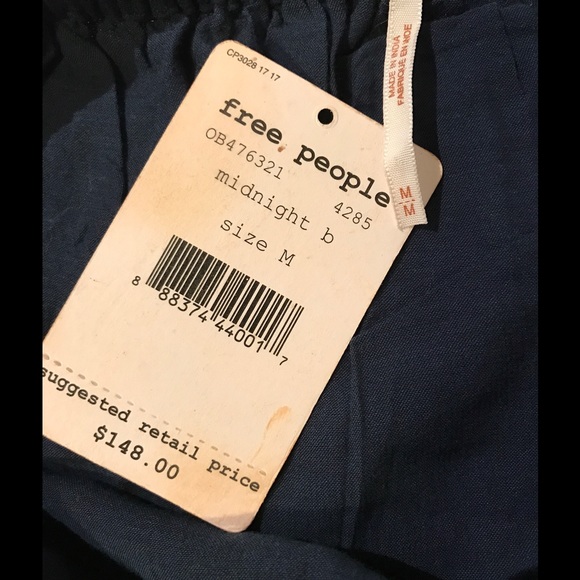 CP3028 17 17
free people
OB476321 4285
midnight b
size M
8 88374 44001 7
suggested retail price
$148.00
MADE IN INDIA
FABRIQUE EN INDE
M
M